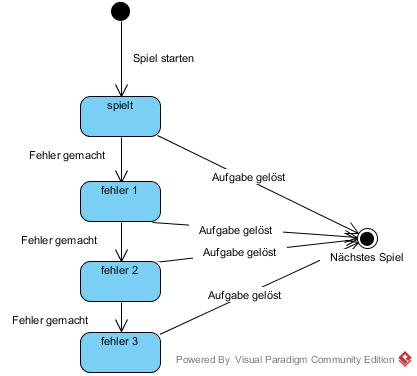 Spiel starten
spielt
Fehler gemacht
Aufgabe gelöst
fehler 1
Fehler gemacht
Aufgabe gelöst
Aufgabe gelöst
Nächstes Spiel
fehler 2
Aufgabe gelöst
Fehler gemacht
fehler 3
Powered By Visual Paradigm Community Edition